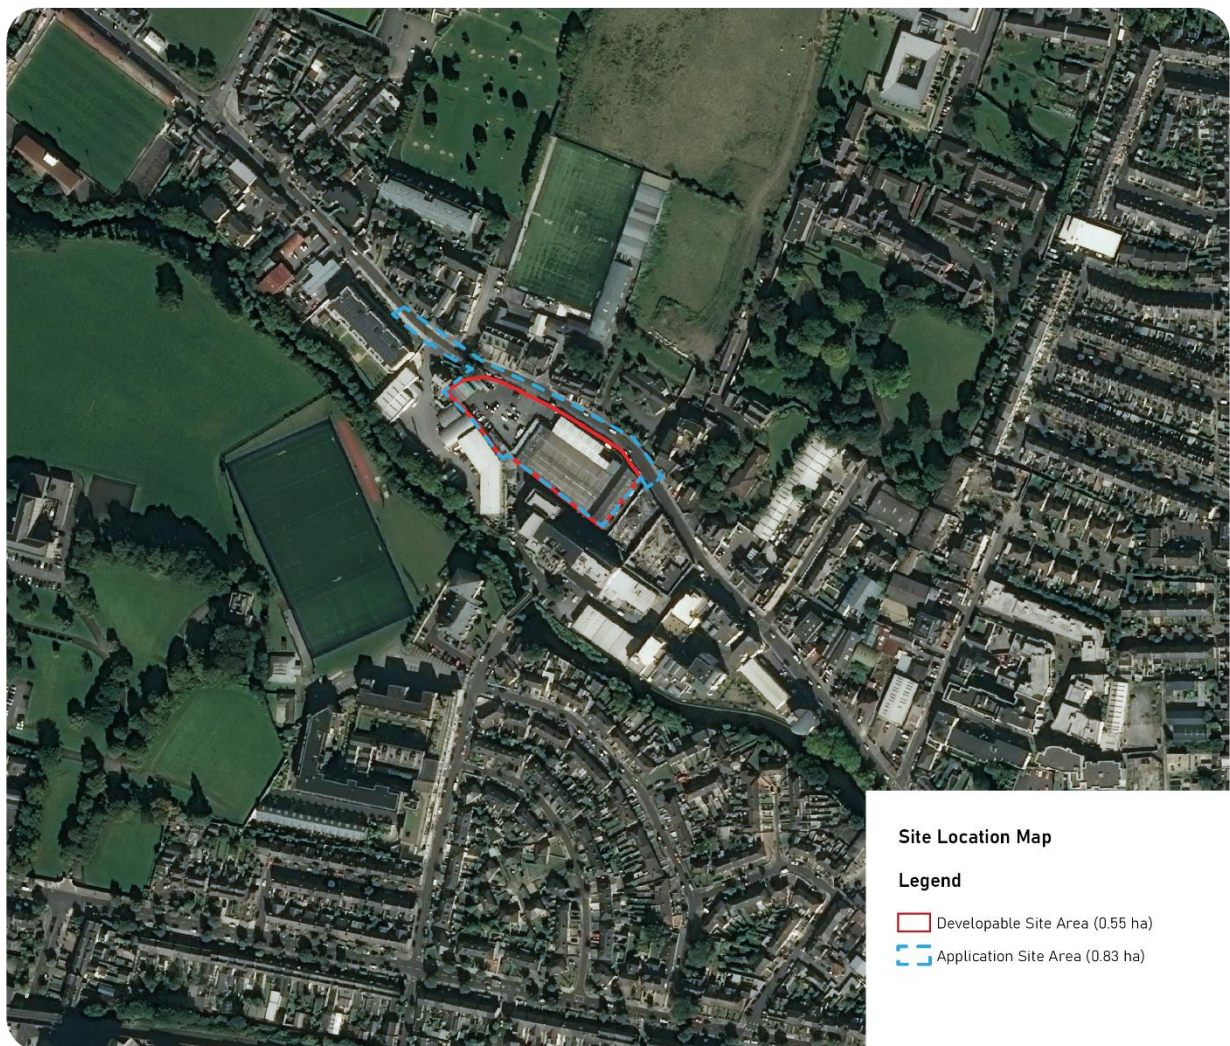 Site Location Map
Legend
Developable Site Area (0.55 ha)
Application Site Area (0.83 ha)